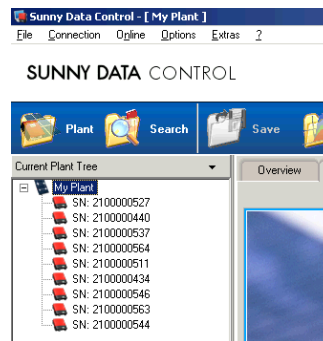 Sunny Data Control - [ My Plant ]
File Connection Online Options Extras ?
SUNNY DATA CONTROL
Plant Search Save
Current Plant Tree Overview
My Plant
SN: 2100000527
SN: 2100000440
SN: 2100000537
SN: 2100000564
SN: 2100000511
SN: 2100000434
SN: 2100000546
SN: 2100000563
SN: 2100000544